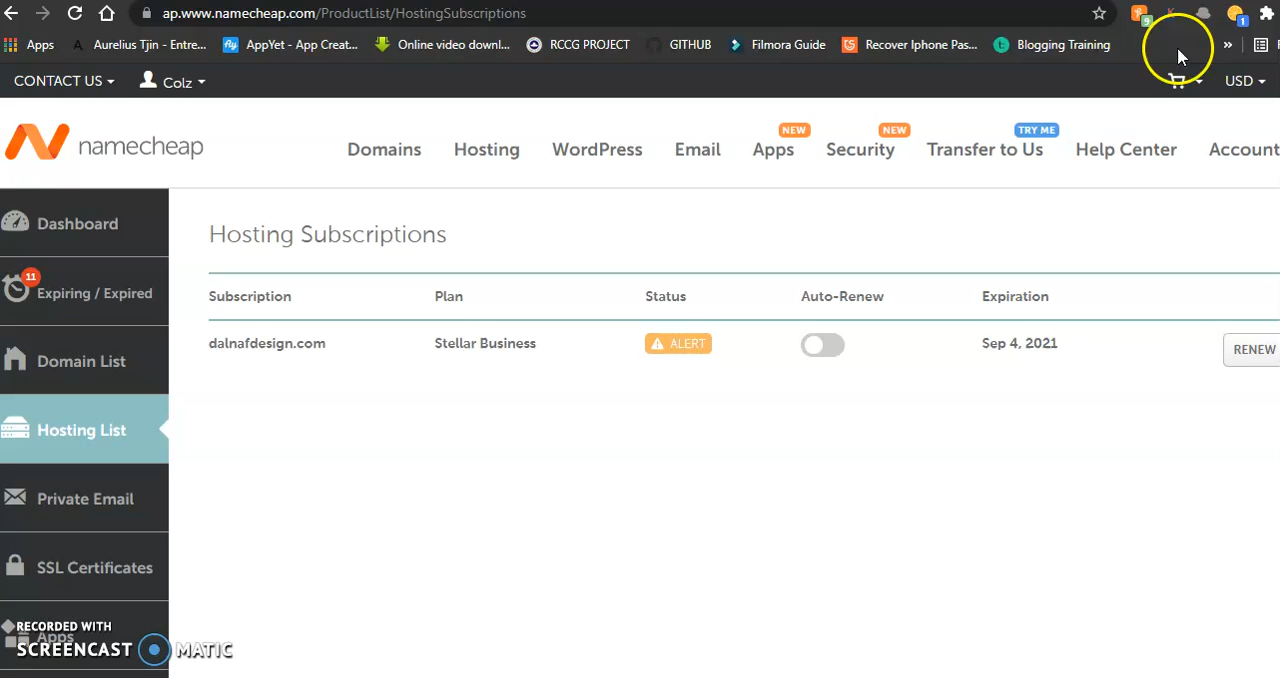 ap.www.namecheap.com/ProductList/HostingSubscriptions
9
1
Apps
A Aurelius Tjin - Entre...
Ay AppYet - App Creat...
Online video downl...
RCCG PROJECT
GITHUB
Filmora Guide
Recover Iphone Pas...
t Blogging Training
»
CONTACT US
Colz
USD
namecheap
Domains
Hosting
WordPress
Email
NEW
Apps
NEW
Security
TRY ME
Transfer to Us
Help Center
Account
Dashboard
11
Expiring / Expired
Domain List
Hosting List
Private Email
SSL Certificates
Apps
Hosting Subscriptions
Subscription Plan Status Auto-Renew Expiration
dalnafdesign.com Stellar Business ALERT Sep 4, 2021 RENEW
RECORDED WITH
SCREENCAST MATIC